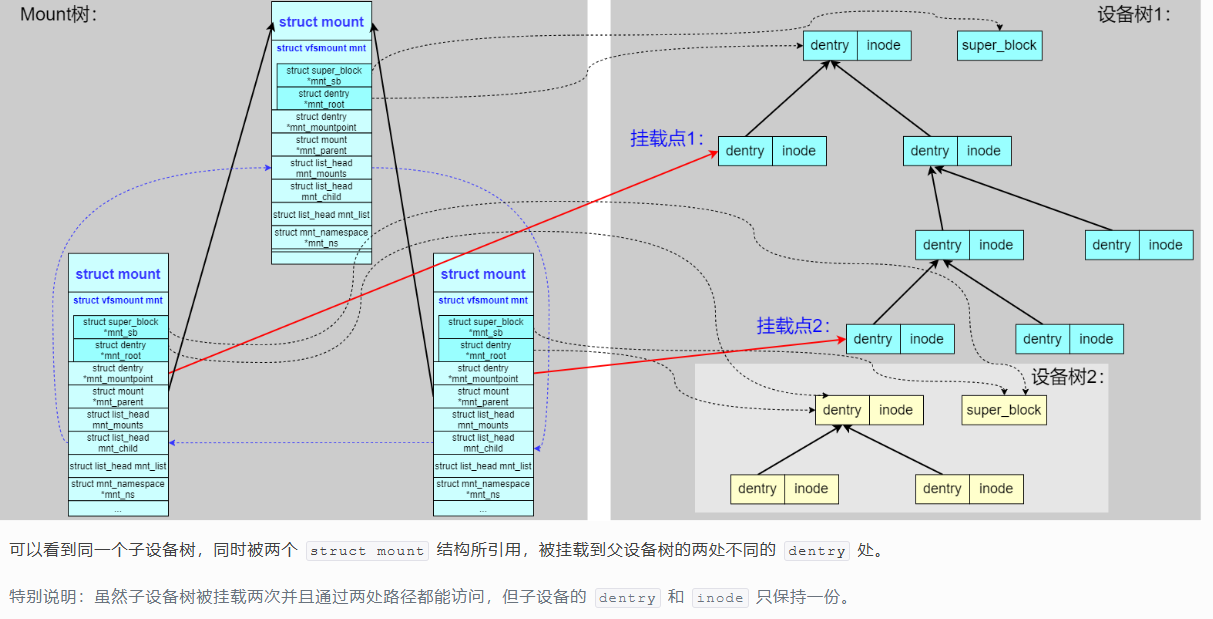 Mount树：
struct mount
struct vfsmount mnt
struct super_block
*mnt_sb
struct dentry
*mnt_root
struct dentry
*mnt_mountpoint
struct mount
*mnt_parent
struct list_head
mnt_mounts
struct list_head
mnt_child
struct list_head mnt_list
struct mnt_namespace
*mnt_ns
struct mount
struct vfsmount mnt
struct super_block
*mnt_sb
struct dentry
*mnt_root
struct dentry
*mnt_mountpoint
struct mount
*mnt_parent
struct list_head
mnt_mounts
struct list_head
mnt_child
struct list_head mnt_list
struct mnt_namespace
*mnt_ns
...
struct mount
struct vfsmount mnt
struct super_block
*mnt_sb
struct dentry
*mnt_root
struct dentry
*mnt_mountpoint
struct mount
*mnt_parent
struct list_head
mnt_mounts
struct list_head
mnt_child
struct list_head mnt_list
struct mnt_namespace
*mnt_ns
...
设备树1：
dentry inode
super_block
挂载点1：
dentry inode
dentry inode
dentry inode
dentry inode
挂载点2：
dentry inode
dentry inode
设备树2：
dentry inode
super_block
dentry inode
dentry inode
可以看到同一个子设备树，同时被两个 struct mount 结构所引用，被挂载到父设备树的两处不同的 dentry 处。
特别说明：虽然子设备树被挂载两次并且通过两处路径都能访问，但子设备的 dentry 和 inode 只保持一份。